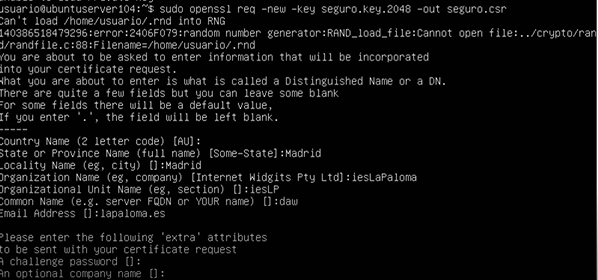 usuario@ubuntuserver104:~$ sudo openssl req -new -key seguro.key.2048 -out seguro.csr
Can't load /home/usuario/.rnd into RNG
140386518479296:error:2406F079:random number generator:RAND_load_file:Cannot open file:../crypto/ran
d/randfile.c:88:Filename=/home/usuario/.rnd
You are about to be asked to enter information that will be incorporated
into your certificate request.
What you are about to enter is what is called a Distinguished Name or a DN.
There are quite a few fields but you can leave some blank
For some fields there will be a default value,
If you enter '.', the field will be left blank.
-----
Country Name (2 letter code) [AU]:
State or Province Name (full name) [Some-State]:Madrid
Locality Name (eg, city) []:Madrid
Organization Name (eg, company) [Internet Widgits Pty Ltd]:iesLaPaloma
Organizational Unit Name (eg, section) []:iesLP
Common Name (e.g. server FQDN or YOUR name) []:daw
Email Address []:lapaloma.es

Please enter the following 'extra' attributes
to be sent with your certificate request
A challenge password []:
An optional company name []: